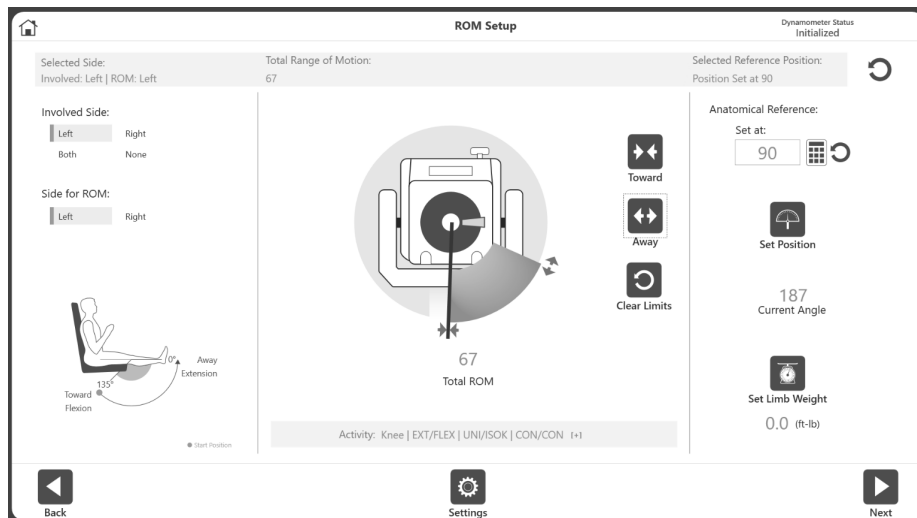 ROM Setup
Dynamometer Status
Initialized
Selected Side:
Involved: Left | ROM: Left
Total Range of Motion:
67
Selected Reference Position:
Position Set at 90
Involved Side:
Left
Right
Both
None
Side for ROM:
Left
Right
0°
Away
Extension
135°
Toward
Flexion
Start Position
Toward
Away
Clear Limits
67
Total ROM
Activity: Knee | EXT/FLEX | UNI/ISOK | CON/CON [+]
Anatomical Reference:
Set at:
90
Set Position
187
Current Angle
Set Limb Weight
0.0 (ft-lb)
Back
Settings
Next